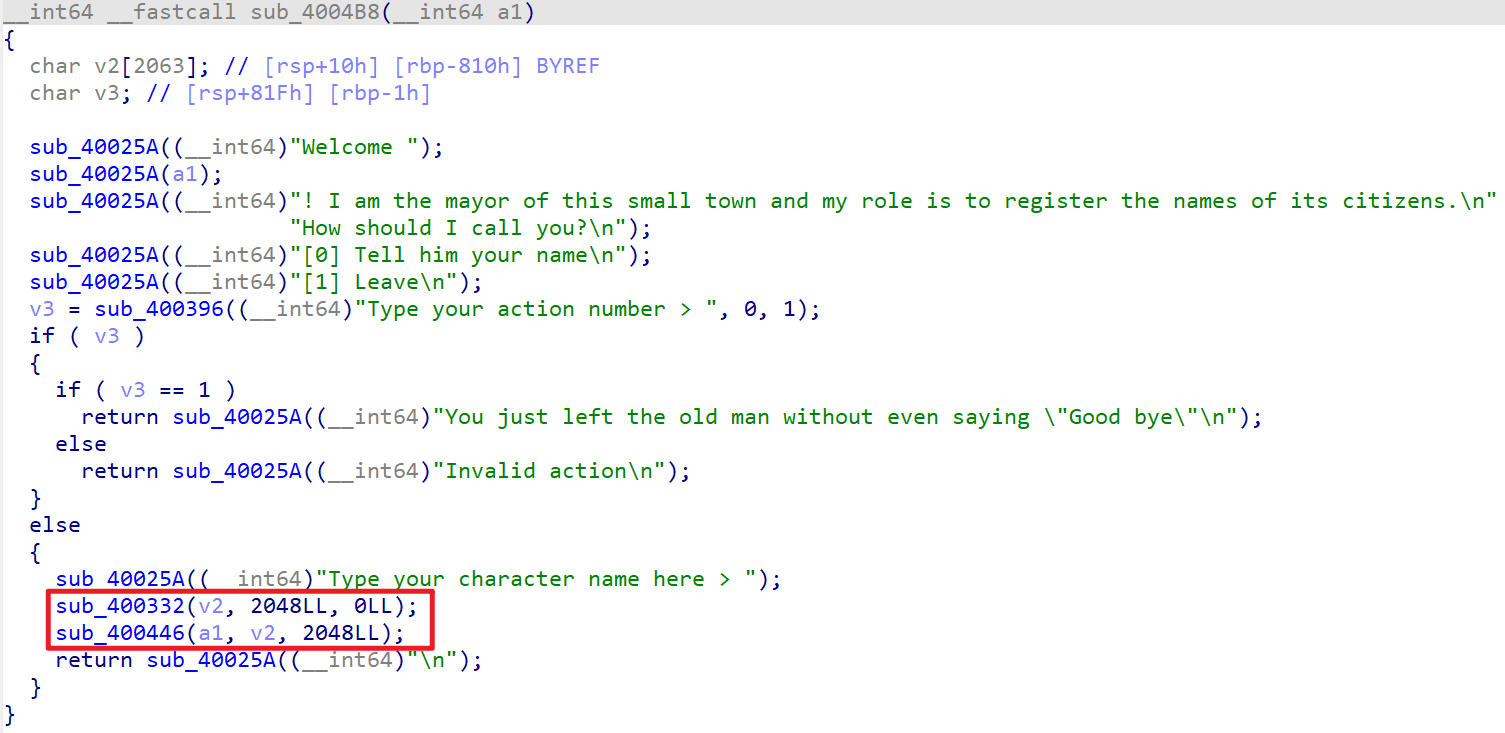 __int64 __fastcall sub_4004B8(__int64 a1)
{
  char v2[2063]; // [rsp+10h] [rbp-810h] BYREF
  char v3; // [rsp+81Fh] [rbp-1h]

  sub_40025A((__int64)"Welcome ");
  sub_40025A(a1);
  sub_40025A((__int64)"! I am the mayor of this small town and my role is to register the names of its citizens.\n"
                      "How should I call you?\n");
  sub_40025A((__int64)"[0] Tell him your name\n");
  sub_40025A((__int64)"[1] Leave\n");
  v3 = sub_400396((__int64)"Type your action number > ", 0, 1);
  if ( v3 )
  {
    if ( v3 == 1 )
      return sub_40025A((__int64)"You just left the old man without even saying \"Good bye\"\n");
    else
      return sub_40025A((__int64)"Invalid action\n");
  }
  else
  {
    sub_40025A((__int64)"Type your character name here > ");
    sub_400332(v2, 2048LL, 0LL);
    sub_400446(a1, v2, 2048LL);
    return sub_40025A((__int64)"\n");
  }
}